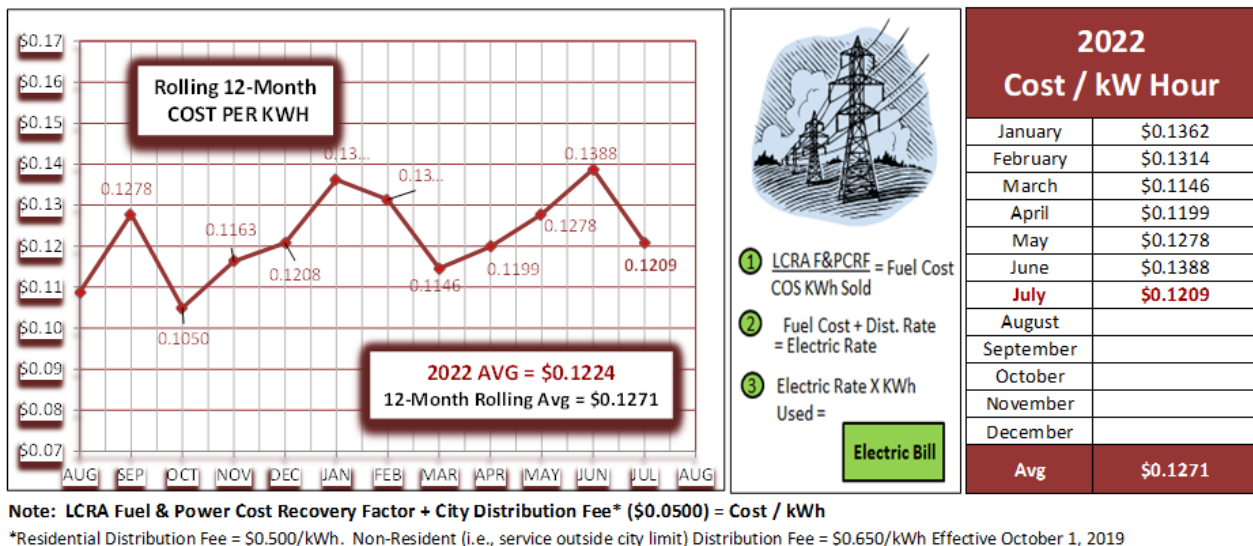 $0.17
$0.16
$0.15
$0.14
$0.13
$0.12
$0.11
$0.10
$0.09
$0.08
$0.07
Rolling 12-Month
COST PER KWH
0.1278
0.1050
0.1163
0.1208
0.13...
0.13...
0.1146
0.1199
0.1278
0.1388
0.1209
2022 AVG = $0.1224
12-Month Rolling Avg = $0.1271
AUG SEP OCT NOV DEC JAN FEB MAR APR MAY JUN JUL AUG
1 LCRA F&PCRF = Fuel Cost
COS KWh Sold
2 Fuel Cost + Dist. Rate
= Electric Rate
3 Electric Rate X KWh
Used =
Electric Bill
2022
Cost / kW Hour
January $0.1362
February $0.1314
March $0.1146
April $0.1199
May $0.1278
June $0.1388
July $0.1209
August
September
October
November
December
Avg $0.1271
Note: LCRA Fuel & Power Cost Recovery Factor + City Distribution Fee* ($0.0500) = Cost / kWh
*Residential Distribution Fee = $0.500/kWh. Non-Resident (i.e., service outside city limit) Distribution Fee = $0.650/kWh Effective October 1, 2019